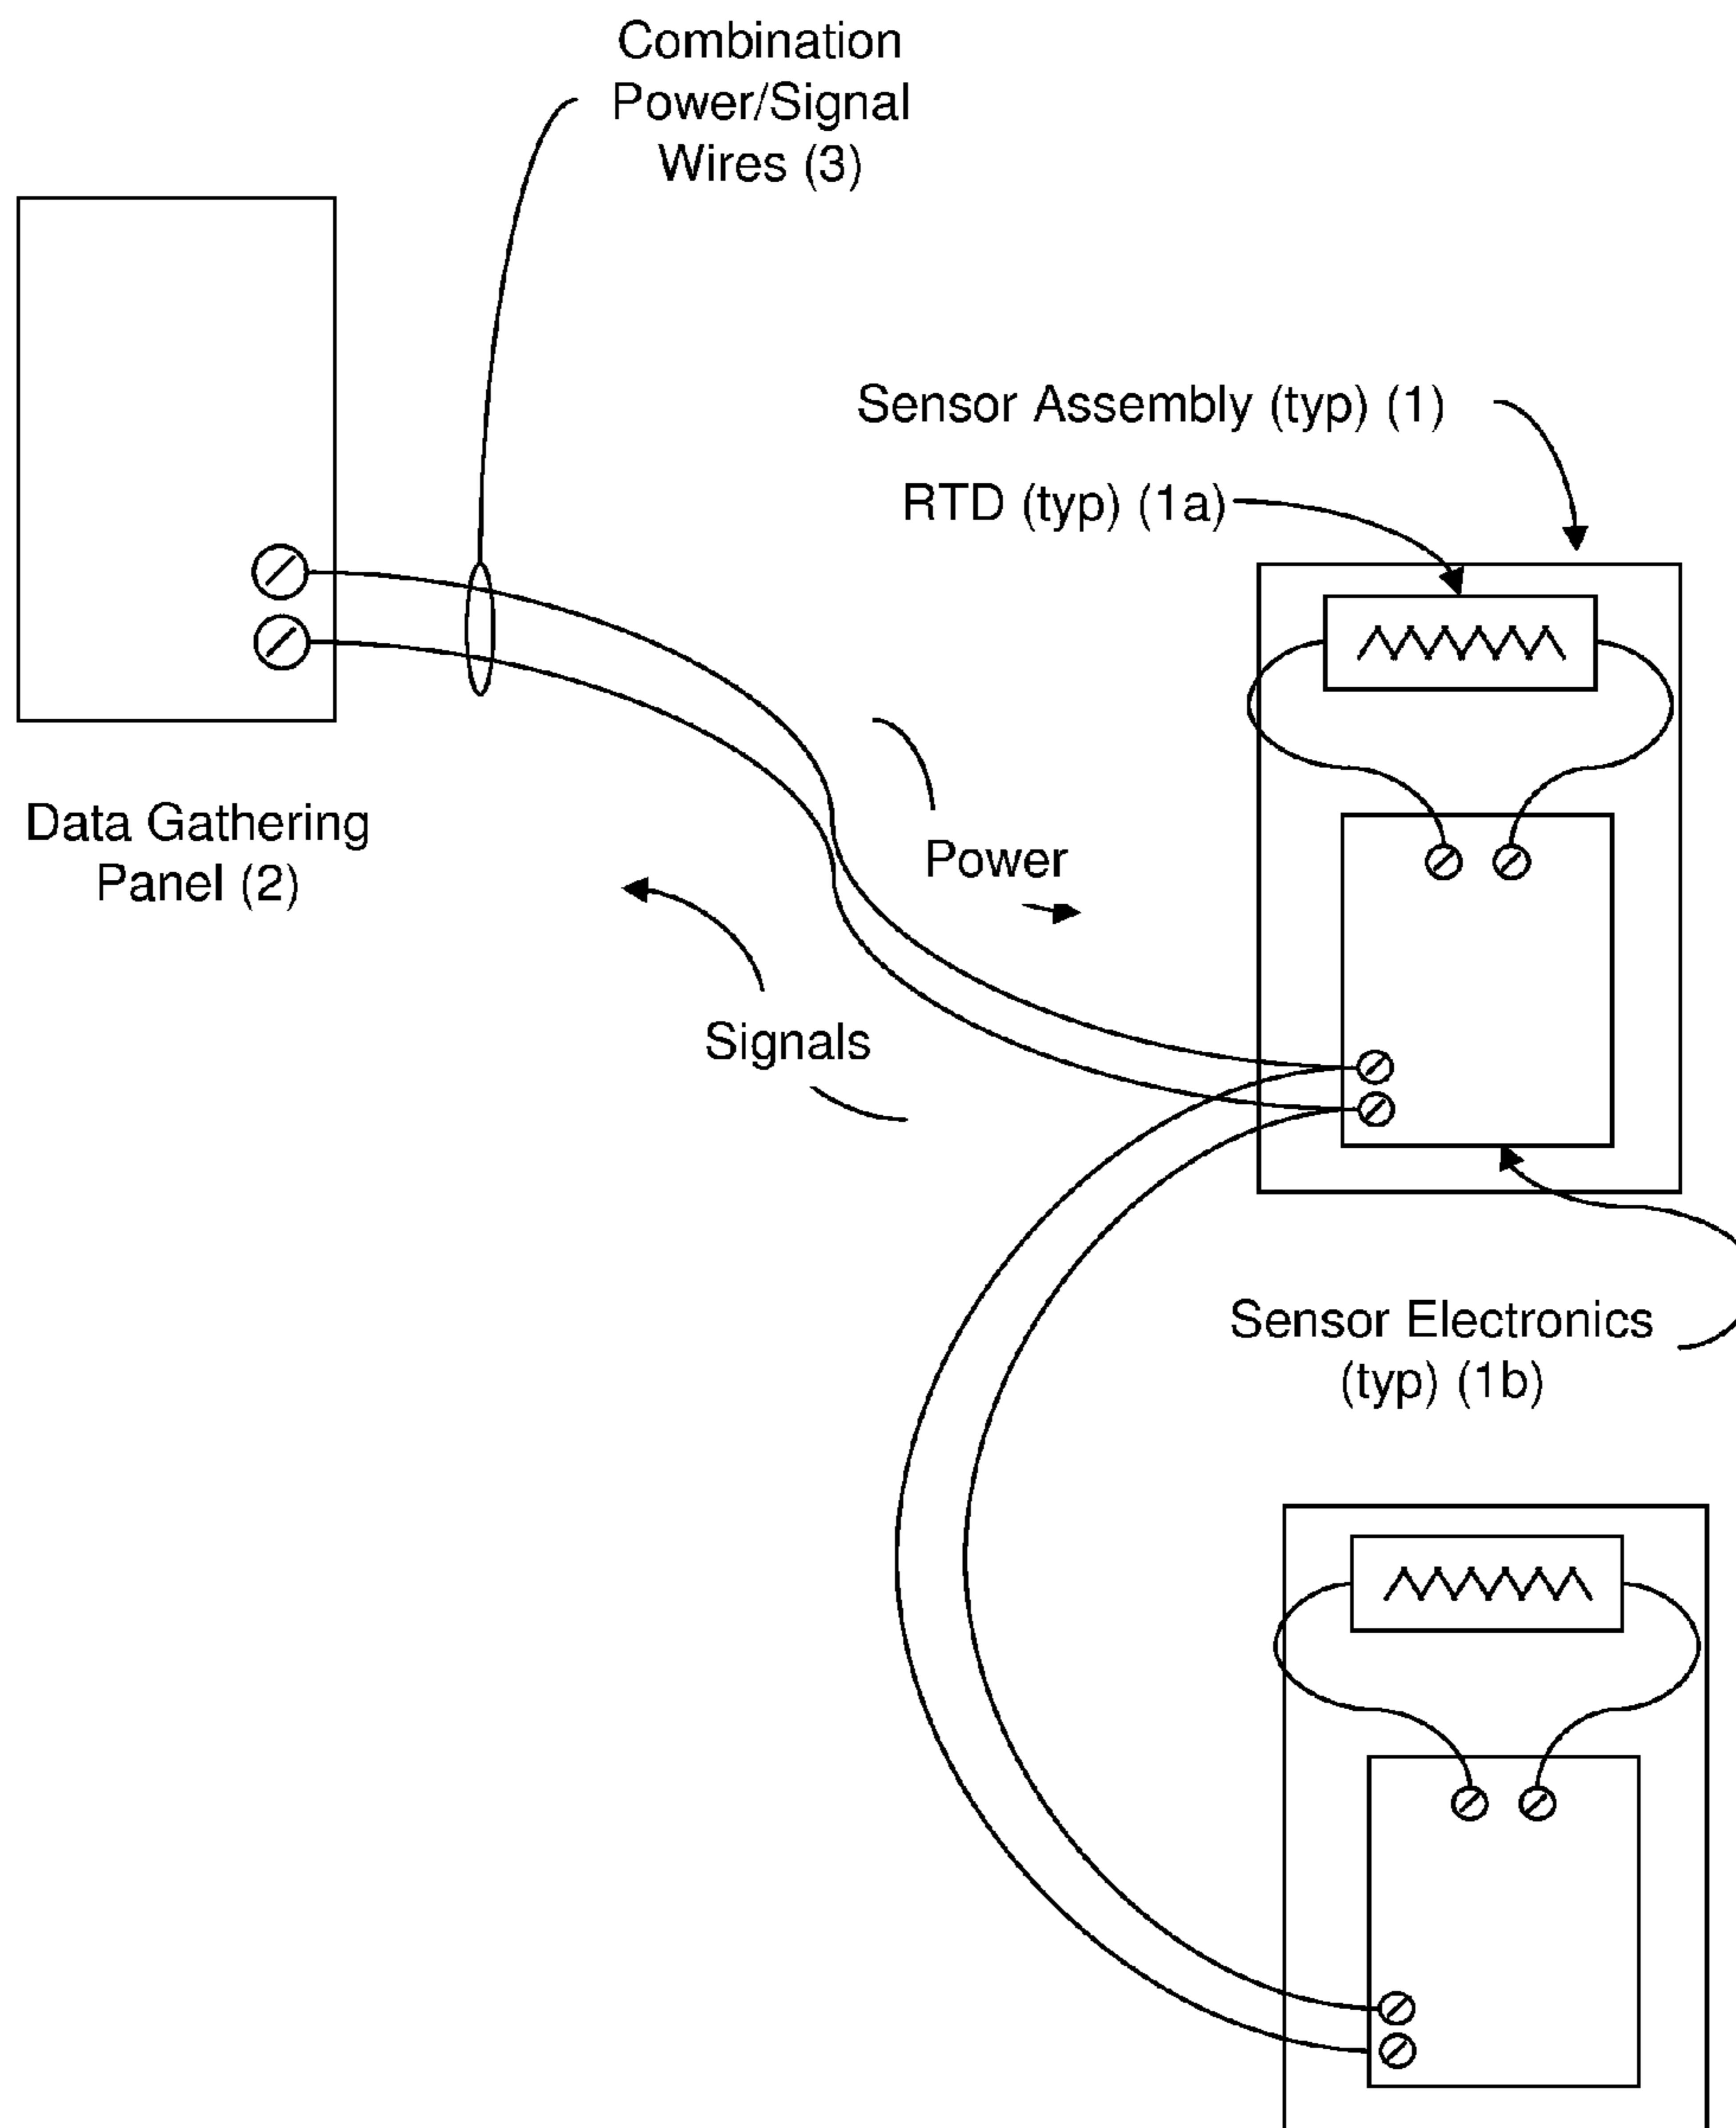 Combination
Power/Signal
Wires (3)
Sensor Assembly (typ) (1)
RTD (typ) (1a)
Data Gathering
Panel (2)
Power
Signals
Sensor Electronics
(typ) (1b)